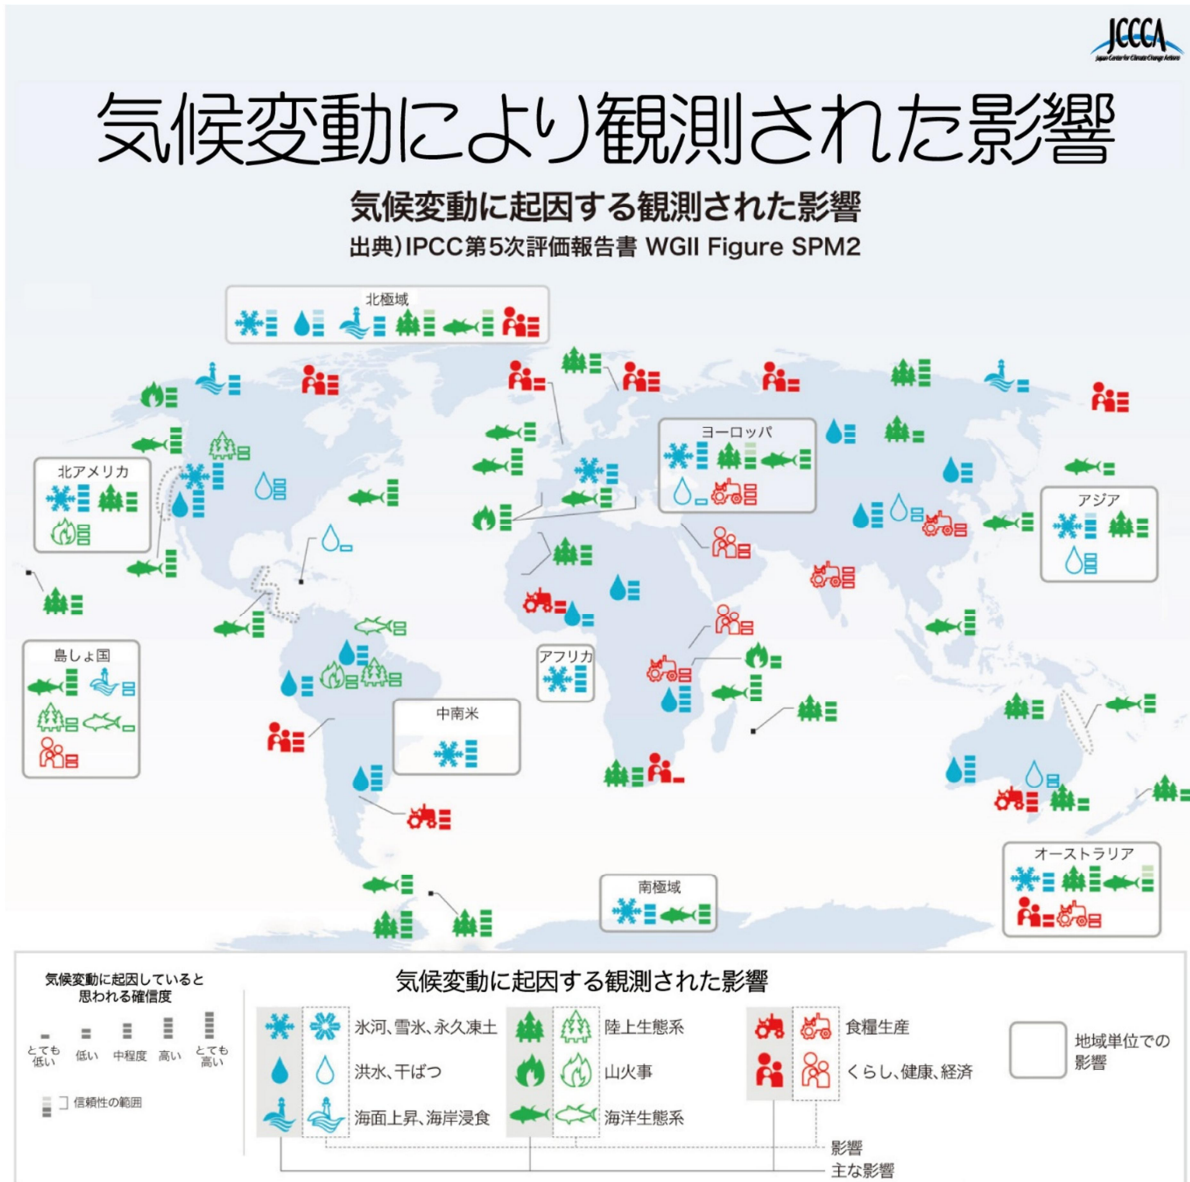 JCCCA
Japan Center for Climate Change Actions
気候変動により観測された影響
気候変動に起因する観測された影響
出典)IPCC第5次評価報告書 WGII Figure SPM2
北極域
ヨーロッパ
北アメリカ
アジア
島しょ国
アフリカ
中南米
オーストラリア
南極域
気候変動に起因していると
思われる確信度
とても
低い
低い
中程度
高い
とても
高い
信頼性の範囲
気候変動に起因する観測された影響
氷河、雪氷、永久凍土
陸上生態系
食糧生産
洪水、干ばつ
山火事
くらし、健康、経済
海面上昇、海岸浸食
海洋生態系
地域単位での
影響
影響
主な影響